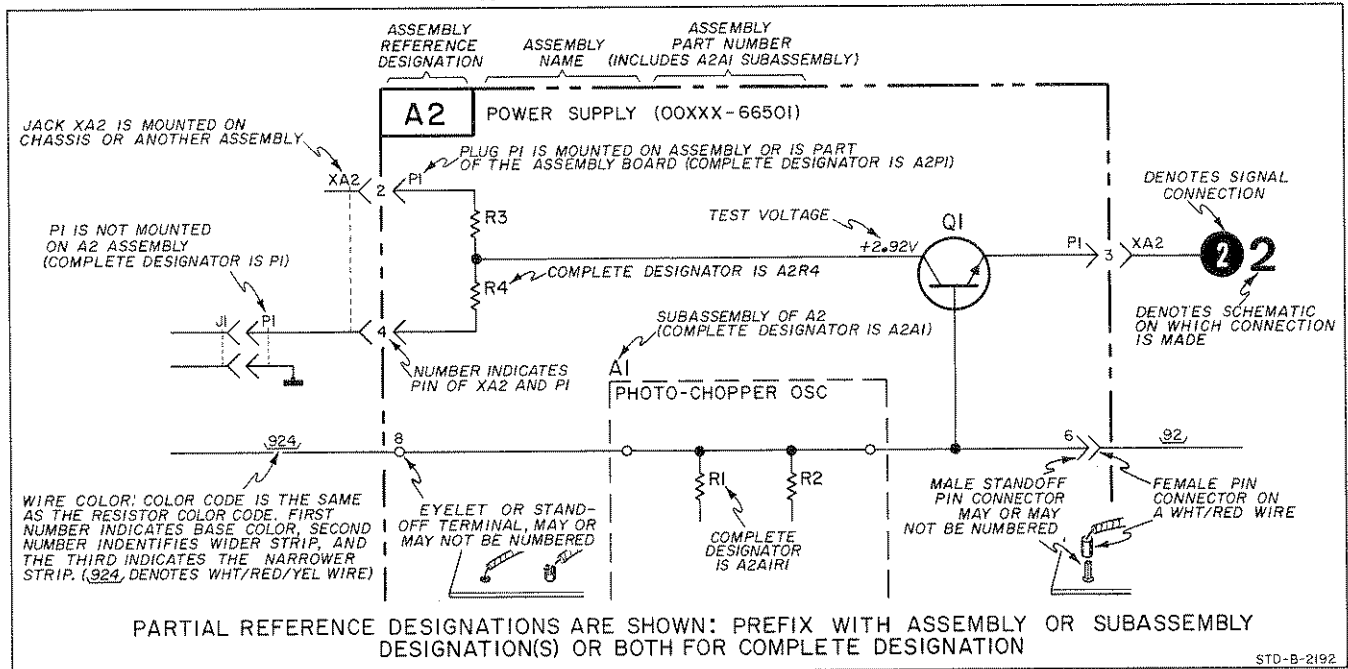 ASSEMBLY
REFERENCE
DESIGNATION
ASSEMBLY
NAME
ASSEMBLY
PART NUMBER
(INCLUDES A2A1 SUBASSEMBLY)
A2
POWER SUPPLY (00XXX-66501)
JACK XA2 IS MOUNTED ON
CHASSIS OR ANOTHER ASSEMBLY
PLUG P1 IS MOUNTED ON ASSEMBLY OR IS PART
OF THE ASSEMBLY BOARD (COMPLETE DESIGNATOR IS A2P1)
XA2
2
P1
R3
P1 IS NOT MOUNTED
ON A2 ASSEMBLY
(COMPLETE DESIGNATOR IS P1)
TEST VOLTAGE
+2.92V
Q1
P1
3
XA2
DENOTES SIGNAL
CONNECTION
2
2
DENOTES SCHEMATIC
ON WHICH CONNECTION
IS MADE
R4
COMPLETE DESIGNATOR IS A2R4
J1
P1
4
NUMBER INDICATES
PIN OF XA2 AND P1
SUBASSEMBLY OF A2
(COMPLETE DESIGNATOR IS A2A1)
A1
PHOTO-CHOPPER OSC
924
8
6
92
R1
R2
WIRE COLOR: COLOR CODE IS THE SAME
AS THE RESISTOR COLOR CODE. FIRST
NUMBER INDICATES BASE COLOR, SECOND
NUMBER INDENTIFIES WIDER STRIP, AND
THE THIRD INDICATES THE NARROWER
STRIP. (924 DENOTES WHT/RED/YEL WIRE)
EYELET OR STAND-
OFF TERMINAL, MAY OR
MAY NOT BE NUMBERED
COMPLETE
DESIGNATOR
IS A2A1R1
MALE STANDOFF
PIN CONNECTOR
MAY OR MAY
NOT BE NUMBERED
FEMALE PIN
CONNECTOR ON
A WHT/RED WIRE
PARTIAL REFERENCE DESIGNATIONS ARE SHOWN: PREFIX WITH ASSEMBLY OR SUBASSEMBLY
DESIGNATION(S) OR BOTH FOR COMPLETE DESIGNATION
STD-B-2192